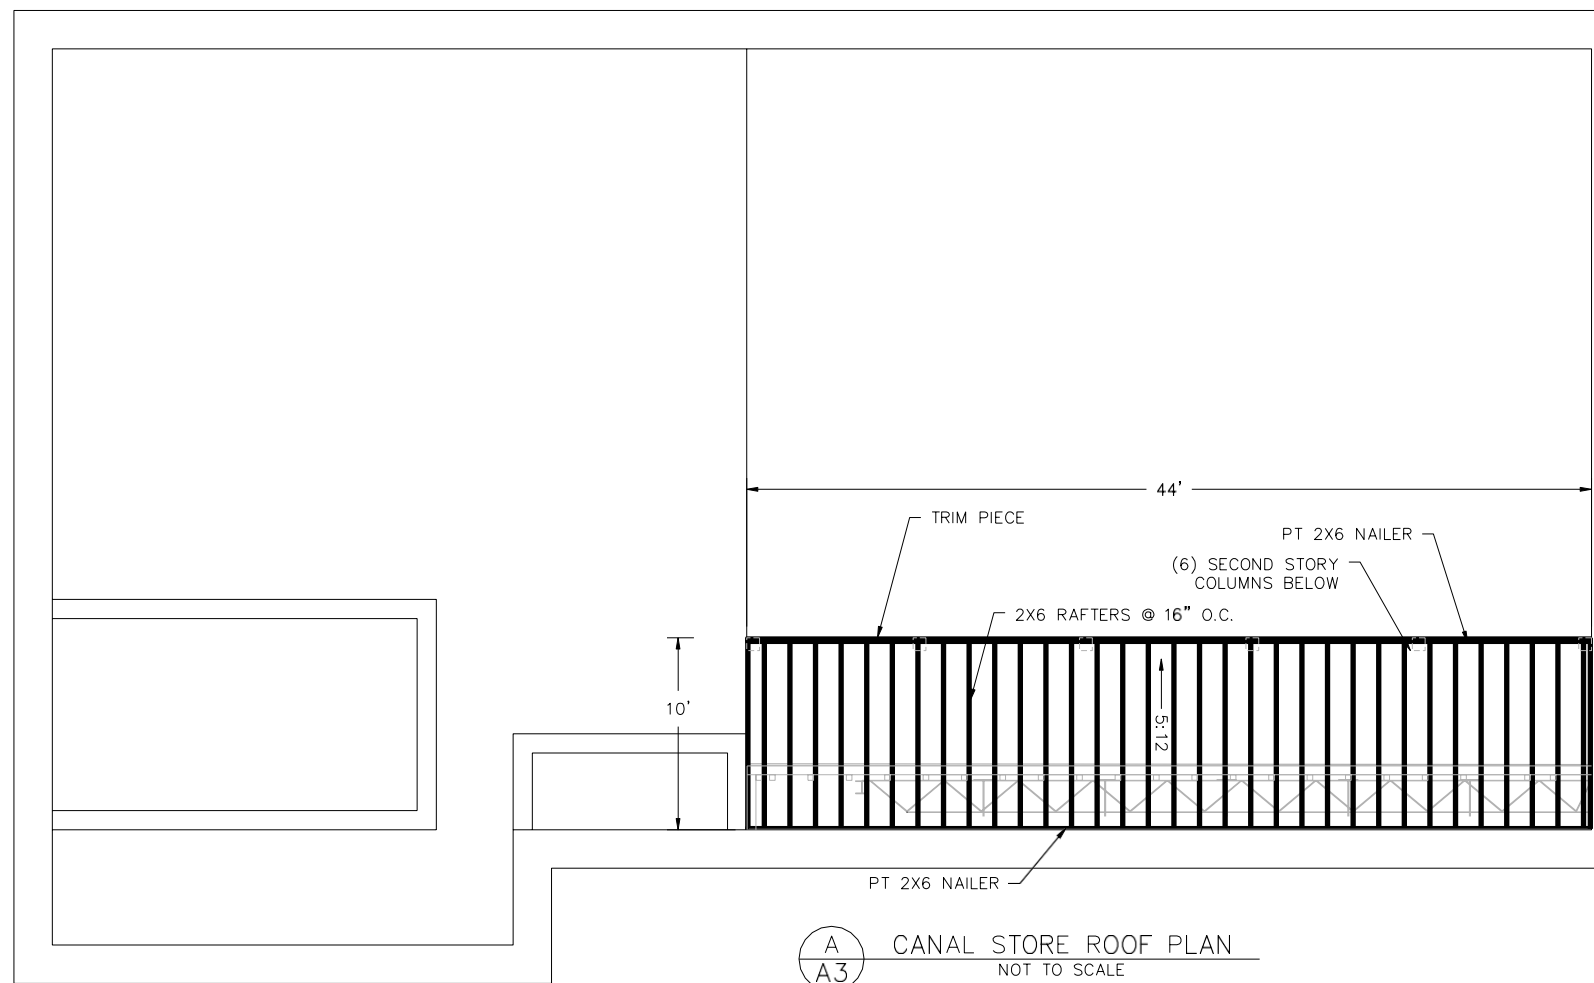 44'
TRIM PIECE
PT 2X6 NAILER
(6) SECOND STORY
COLUMNS BELOW
2X6 RAFTERS @ 16" O.C.
10'
5:12
PT 2X6 NAILER
A
A3
CANAL STORE ROOF PLAN
NOT TO SCALE